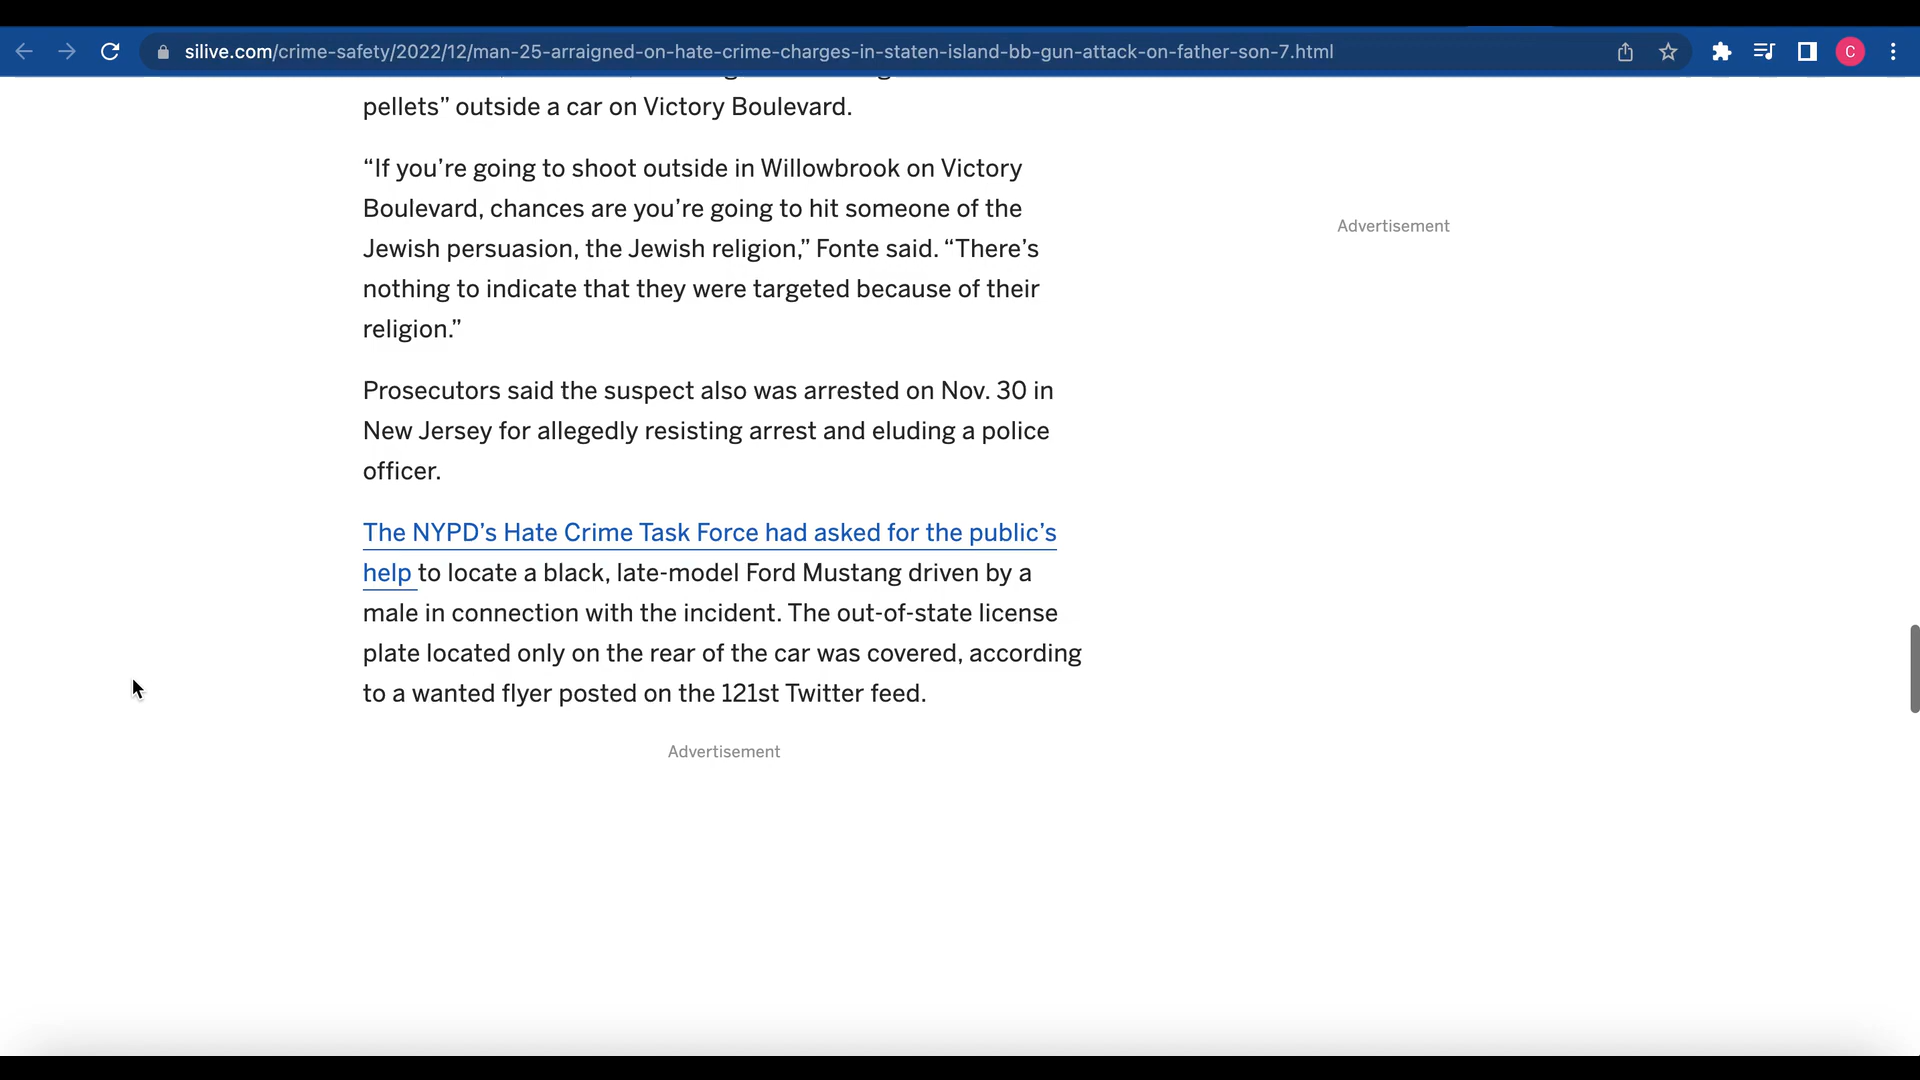 silive.com/crime-safety/2022/12/man-25-arraigned-on-hate-crime-charges-in-staten-island-bb-gun-attack-on-father-son-7.html
C
pellets” outside a car on Victory Boulevard.
“If you’re going to shoot outside in Willowbrook on Victory
Boulevard, chances are you’re going to hit someone of the
Jewish persuasion, the Jewish religion,” Fonte said. “There’s
nothing to indicate that they were targeted because of their
religion.”
Prosecutors said the suspect also was arrested on Nov. 30 in
New Jersey for allegedly resisting arrest and eluding a police
officer.
The NYPD’s Hate Crime Task Force had asked for the public’s
help to locate a black, late-model Ford Mustang driven by a
male in connection with the incident. The out-of-state license
plate located only on the rear of the car was covered, according
to a wanted flyer posted on the 121st Twitter feed.
Advertisement
Advertisement